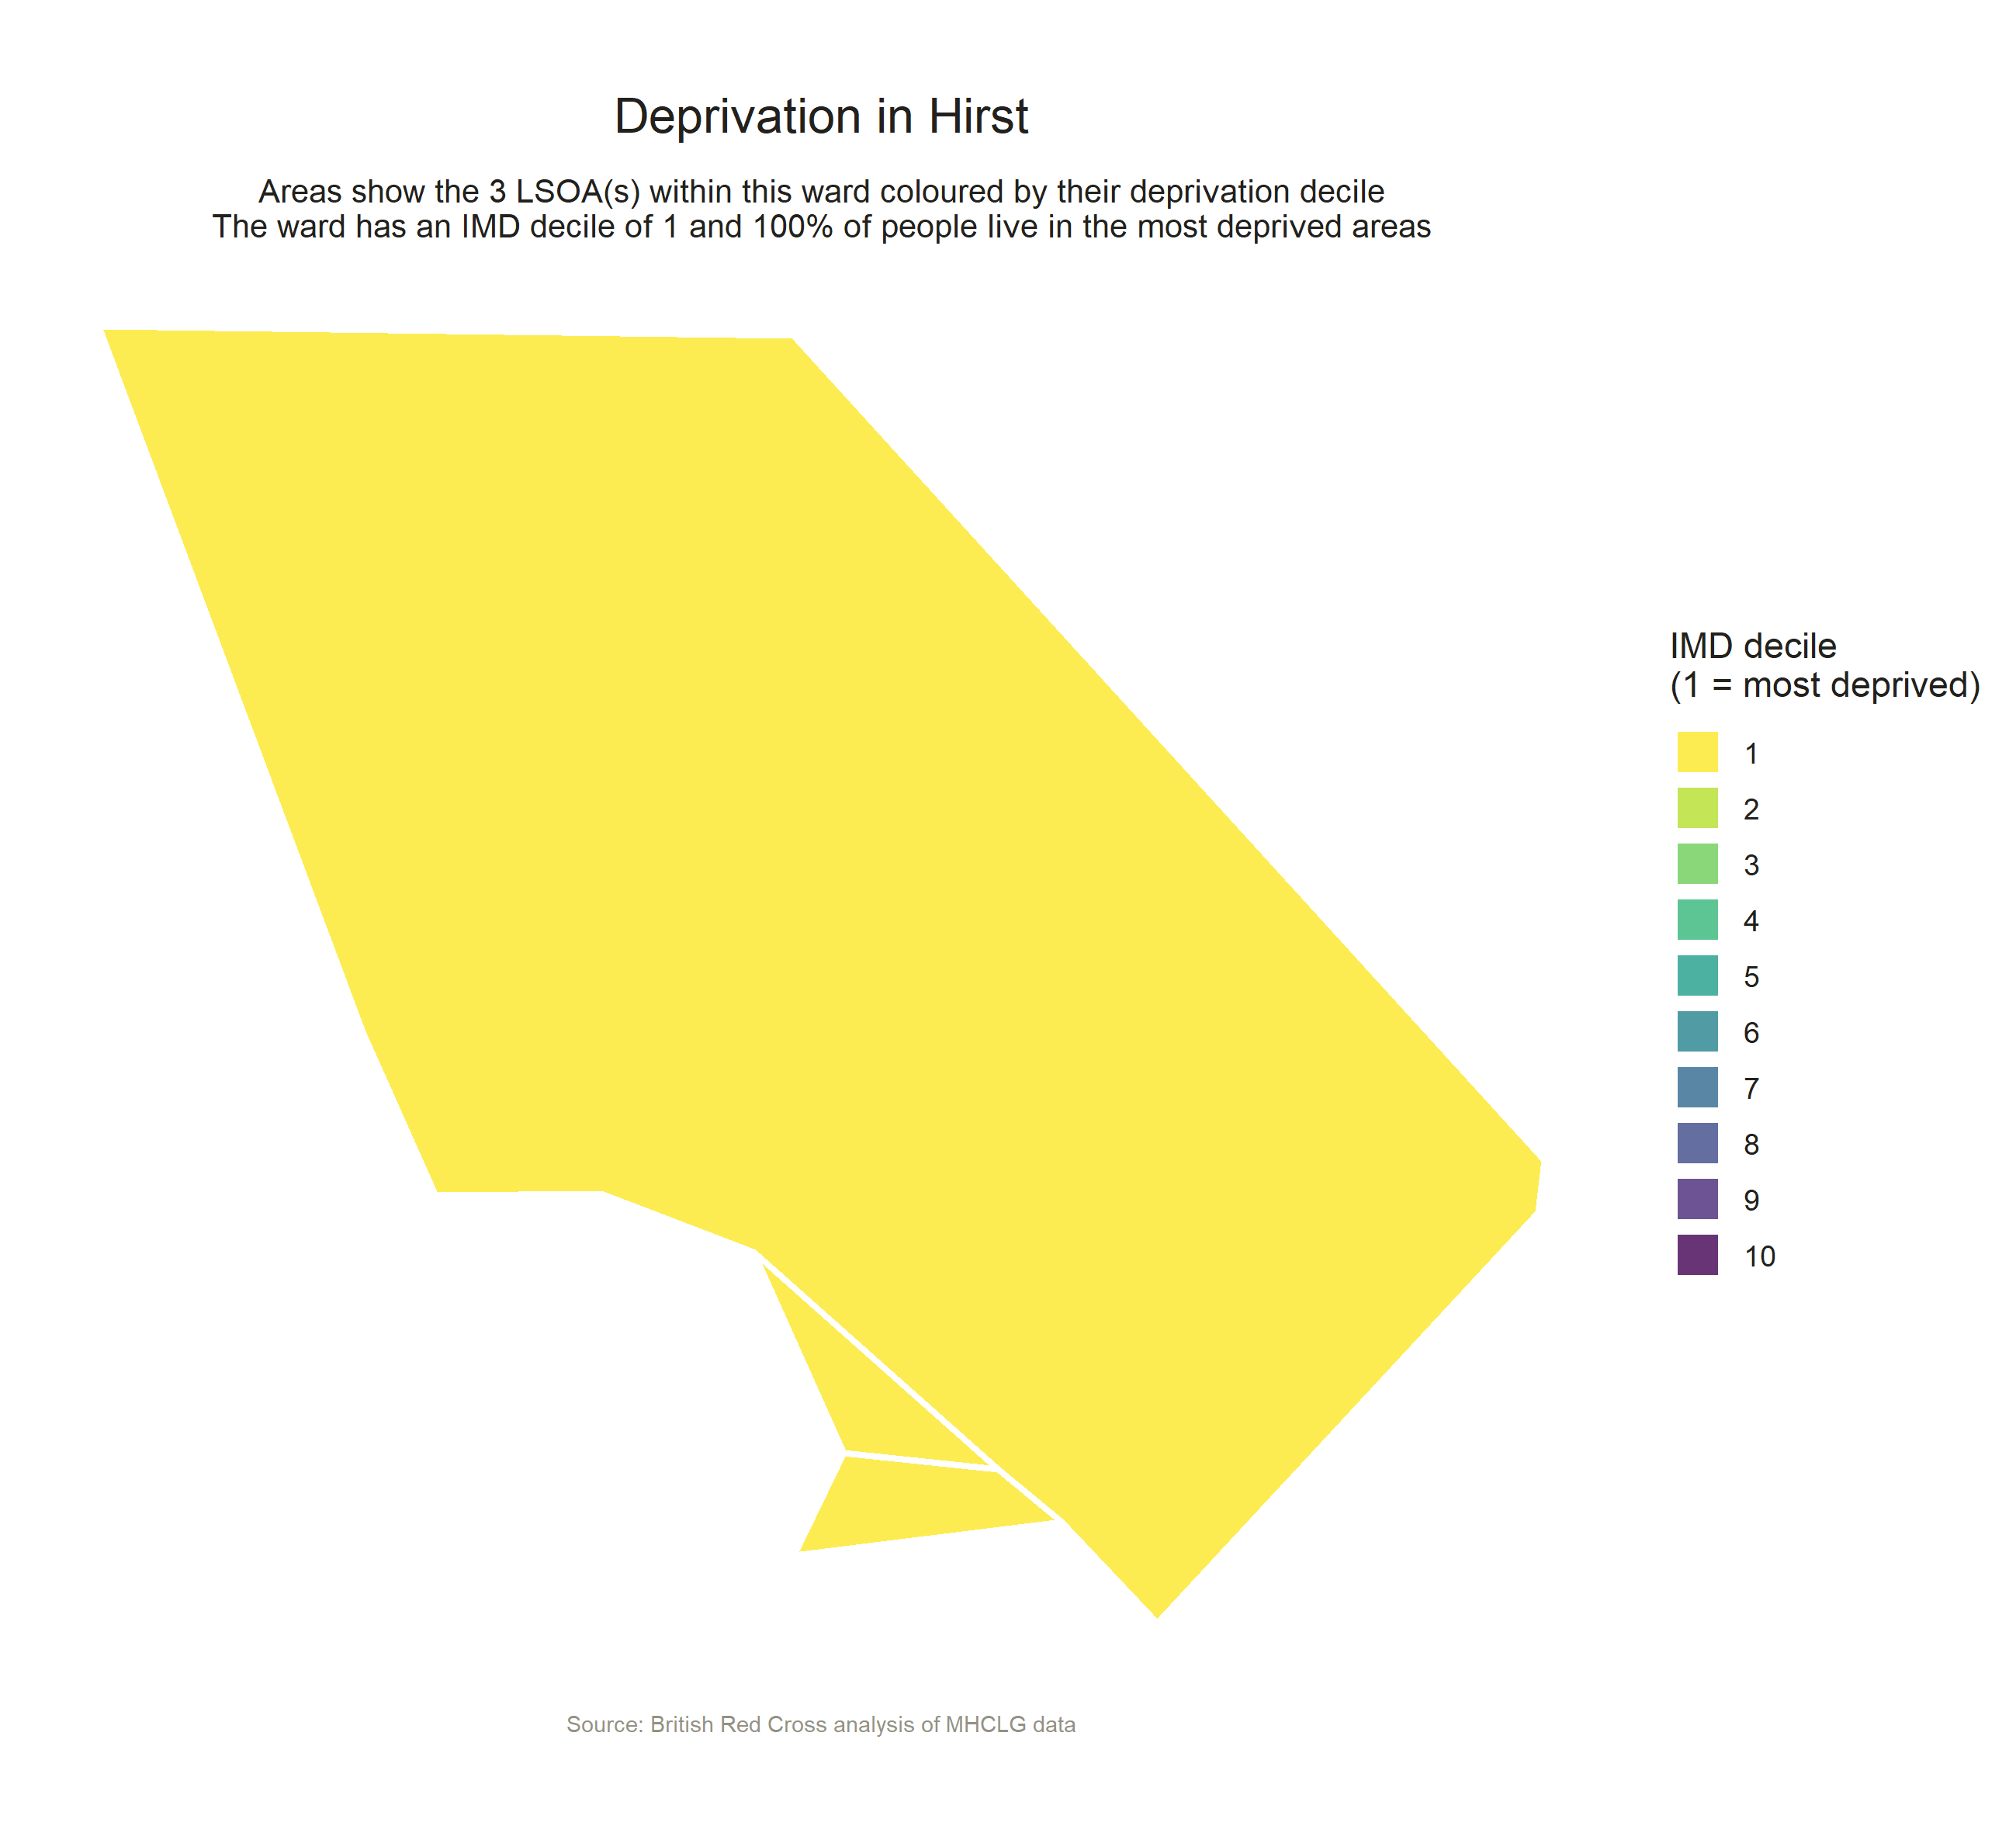 Deprivation in Hirst
Areas show the 3 LSOA(s) within this ward coloured by their deprivation decile
The ward has an IMD decile of 1 and 100% of people live in the most deprived areas
IMD decile
(1 = most deprived)
1
2
3
4
5
6
7
8
9
10
Source: British Red Cross analysis of MHCLG data